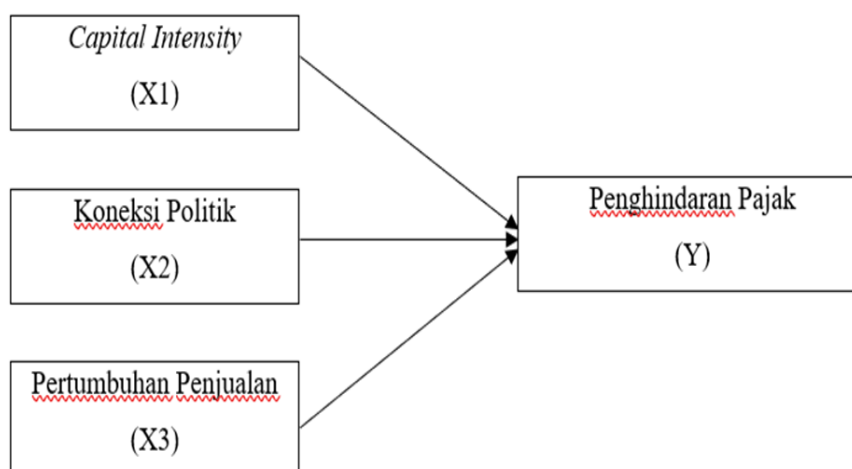 Capital Intensity
(X1)
Koneksi Politik
(X2)
Pertumbuhan Penjualan
(X3)
Penghindaran Pajak
(Y)